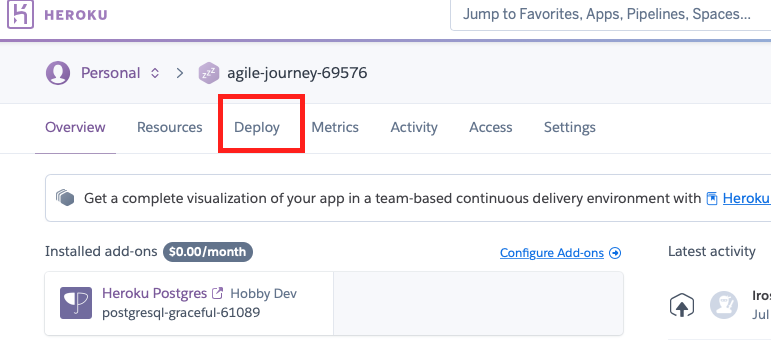 HEROKU
Jump to Favorites, Apps, Pipelines, Spaces...
Personal > agile-journey-69576
Overview Resources Deploy Metrics Activity Access Settings
Get a complete visualization of your app in a team-based continuous delivery environment with Heroku
Installed add-ons $0.00/month Configure Add-ons
Latest activity
Heroku Postgres Hobby Dev
postgresql-graceful-61089
Jul